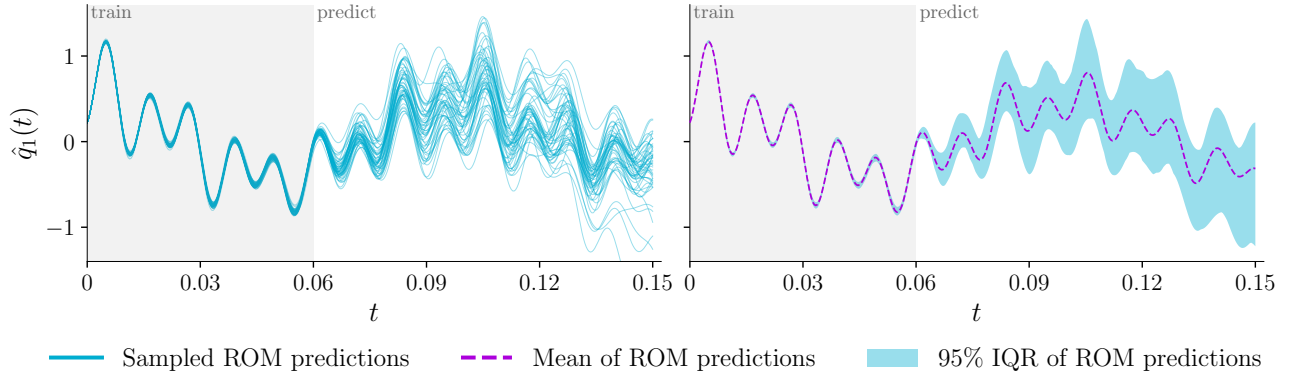 train predict
train predict
1
0
−1
q̂₁(t)
0 0.03 0.06 0.09 0.12 0.15
0 0.03 0.06 0.09 0.12 0.15
t
t
Sampled ROM predictions
Mean of ROM predictions
95% IQR of ROM predictions